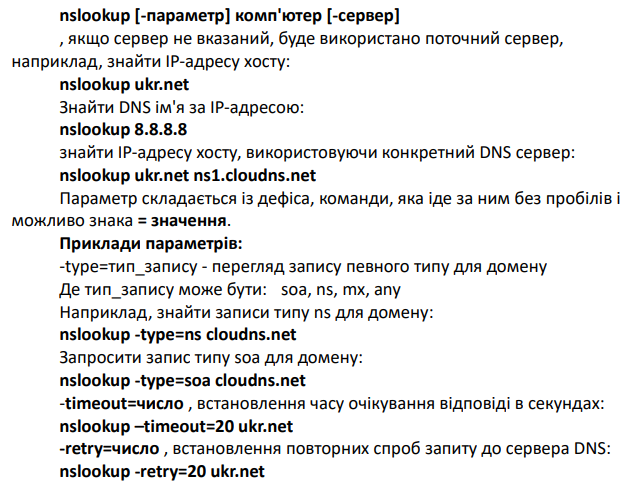 nslookup [-параметр] комп'ютер [-сервер]
, якщо сервер не вказаний, буде використано поточний сервер,
наприклад, знайти IP-адресу хосту:
nslookup ukr.net
Знайти DNS ім'я за IP-адресою:
nslookup 8.8.8.8
знайти IP-адресу хосту, використовуючи конкретний DNS сервер:
nslookup ukr.net ns1.cloudns.net
Параметр складається із дефіса, команди, яка іде за ним без пробілів і
можливо знака = значення.
Приклади параметрів:
-type=тип_запису - перегляд запису певного типу для домену
Де тип_запису може бути: soa, ns, mx, any
Наприклад, знайти записи типу ns для домену:
nslookup -type=ns cloudns.net
Запросити запис типу soa для домену:
nslookup -type=soa cloudns.net
-timeout=число , встановлення часу очікування відповіді в секундах:
nslookup –timeout=20 ukr.net
-retry=число , встановлення повторних спроб запиту до сервера DNS:
nslookup -retry=20 ukr.net